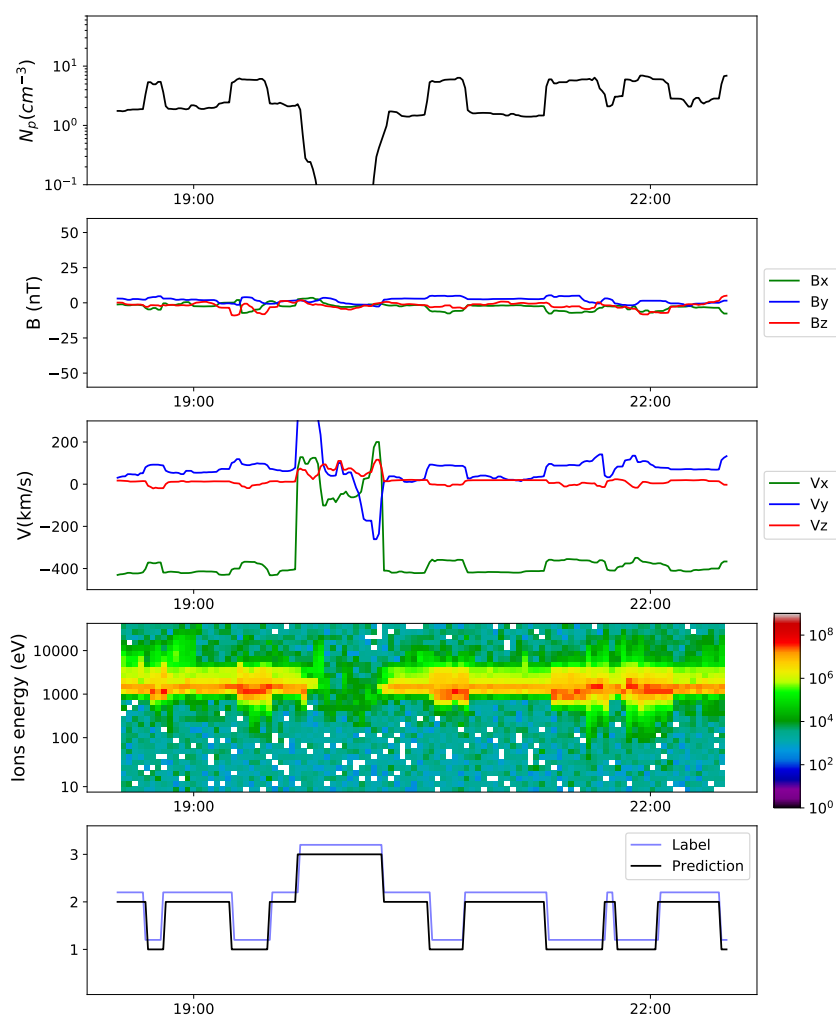 N_p(cm^{-3})
10^1
10^0
10^{-1}
19:00 22:00
B (nT)
50
25
0
−25
−50
19:00 22:00
Bx
By
Bz
V(km/s)
200
0
−200
−400
19:00 22:00
Vx
Vy
Vz
Ions energy (eV)
10000
1000
100
10
19:00 22:00
10^8
10^6
10^4
10^2
10^0
3
2
1
19:00 22:00
Label
Prediction